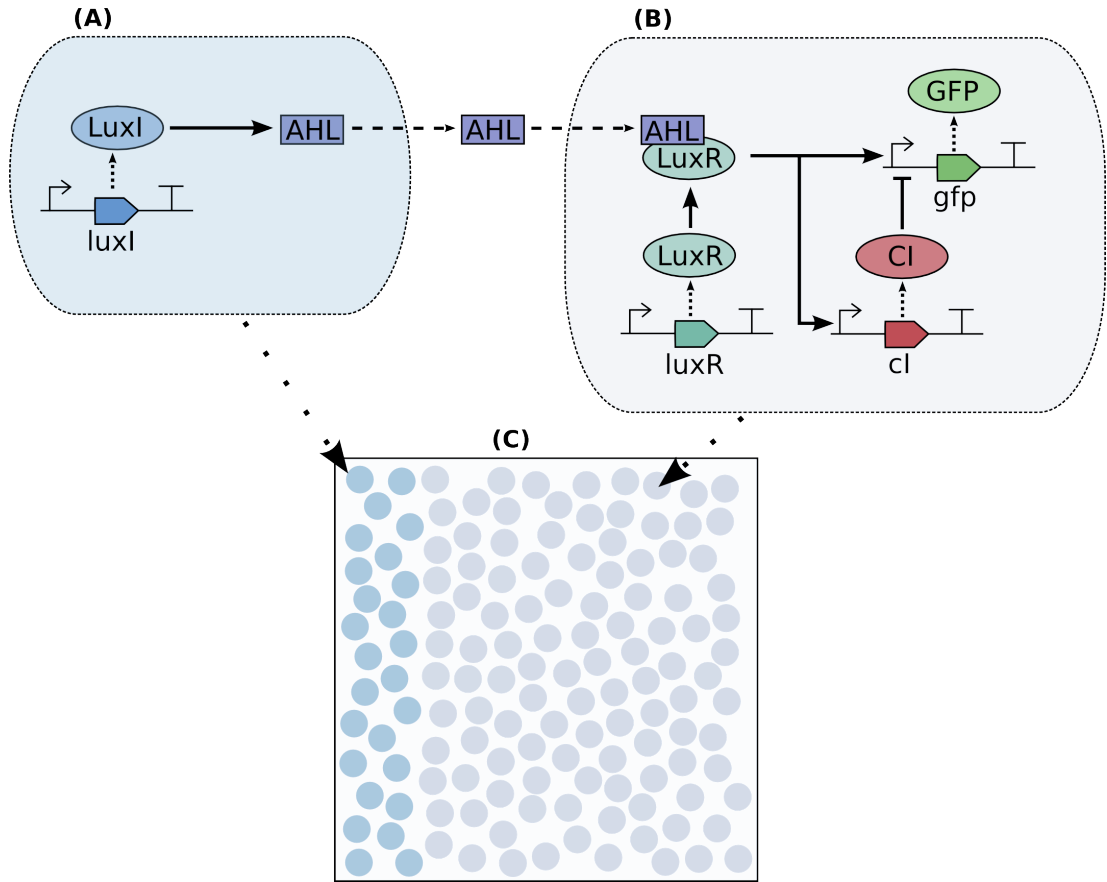 (A)
(B)
LuxI
AHL
AHL
AHL
LuxR
GFP
gfp
luxI
LuxR
CI
luxR
cI
(C)